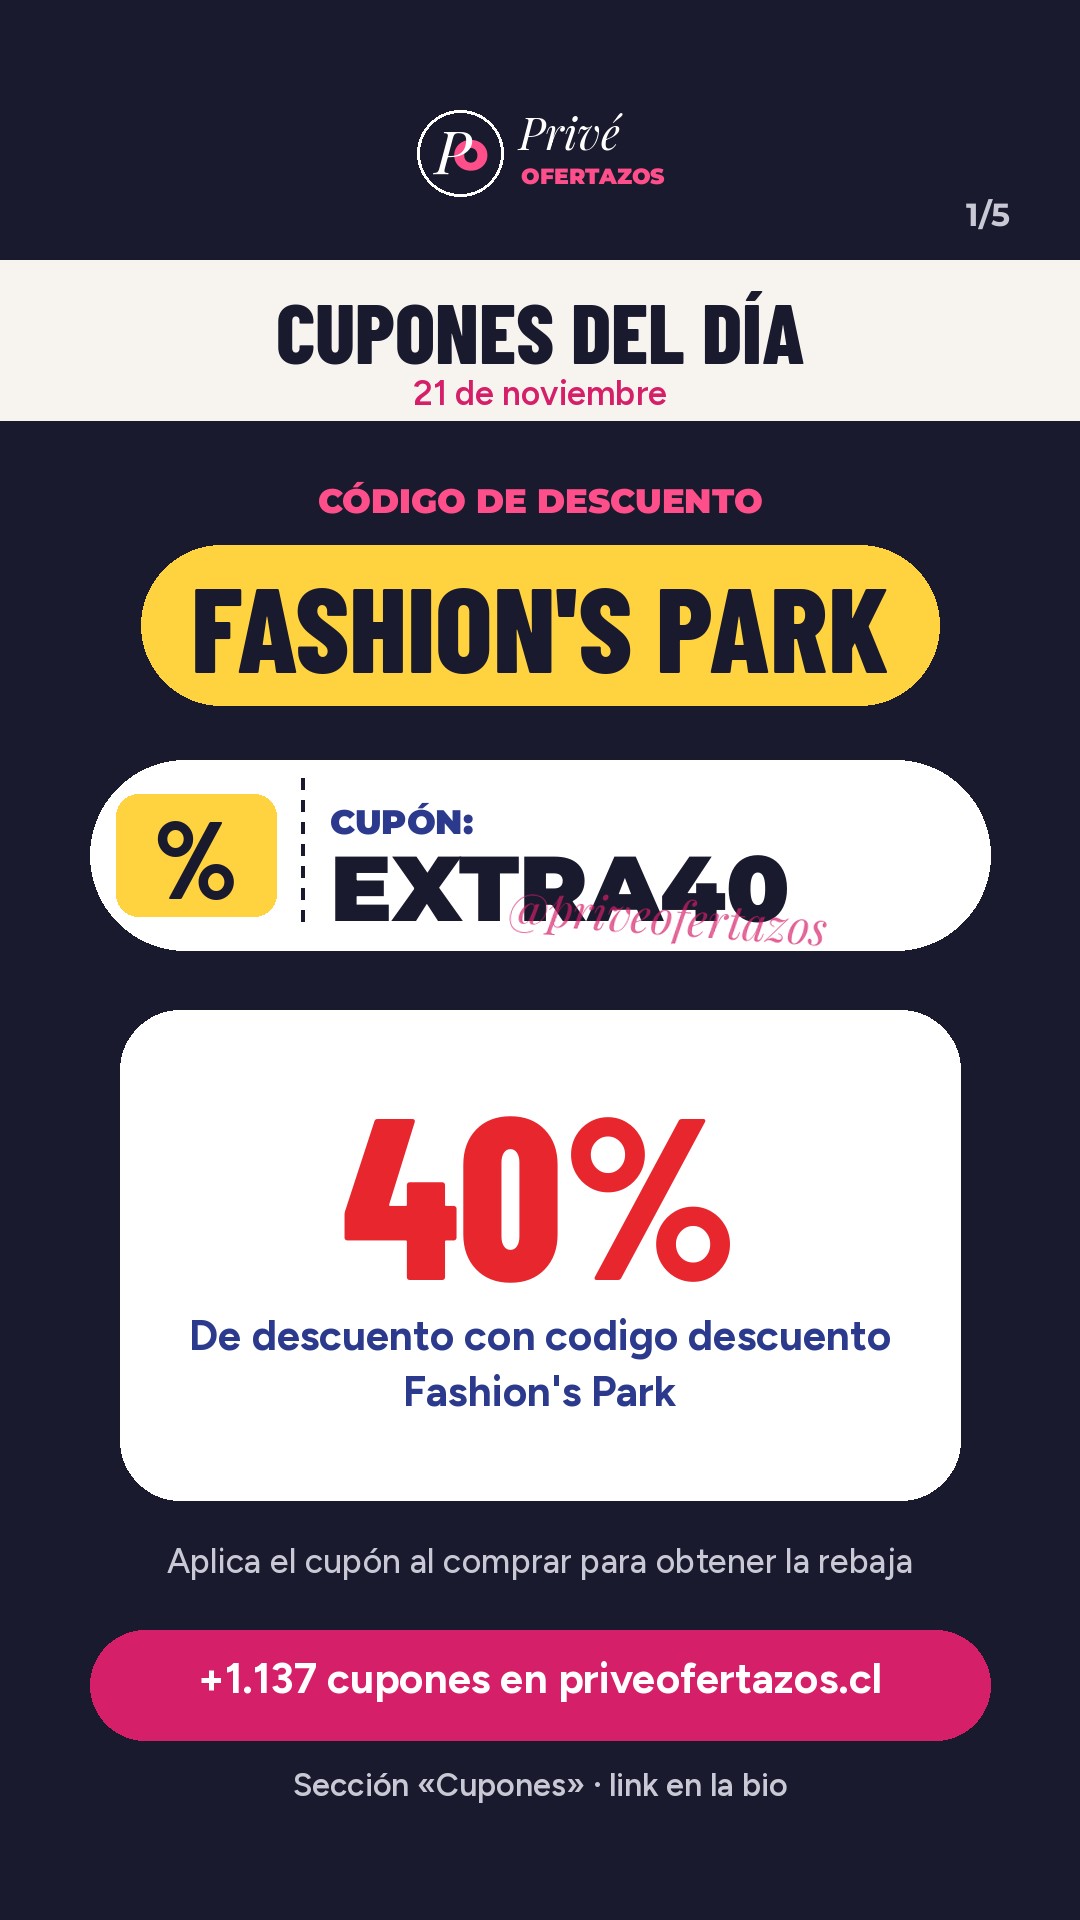 Po Privé
OFERTAZOS
1/5
CUPONES DEL DÍA
21 de noviembre
CÓDIGO DE DESCUENTO
FASHION'S PARK
%
CUPÓN:
EXTRA40
@priveofertazos
40%
De descuento con codigo descuento
Fashion's Park
Aplica el cupón al comprar para obtener la rebaja
+1.137 cupones en priveofertazos.cl
Sección «Cupones» · link en la bio